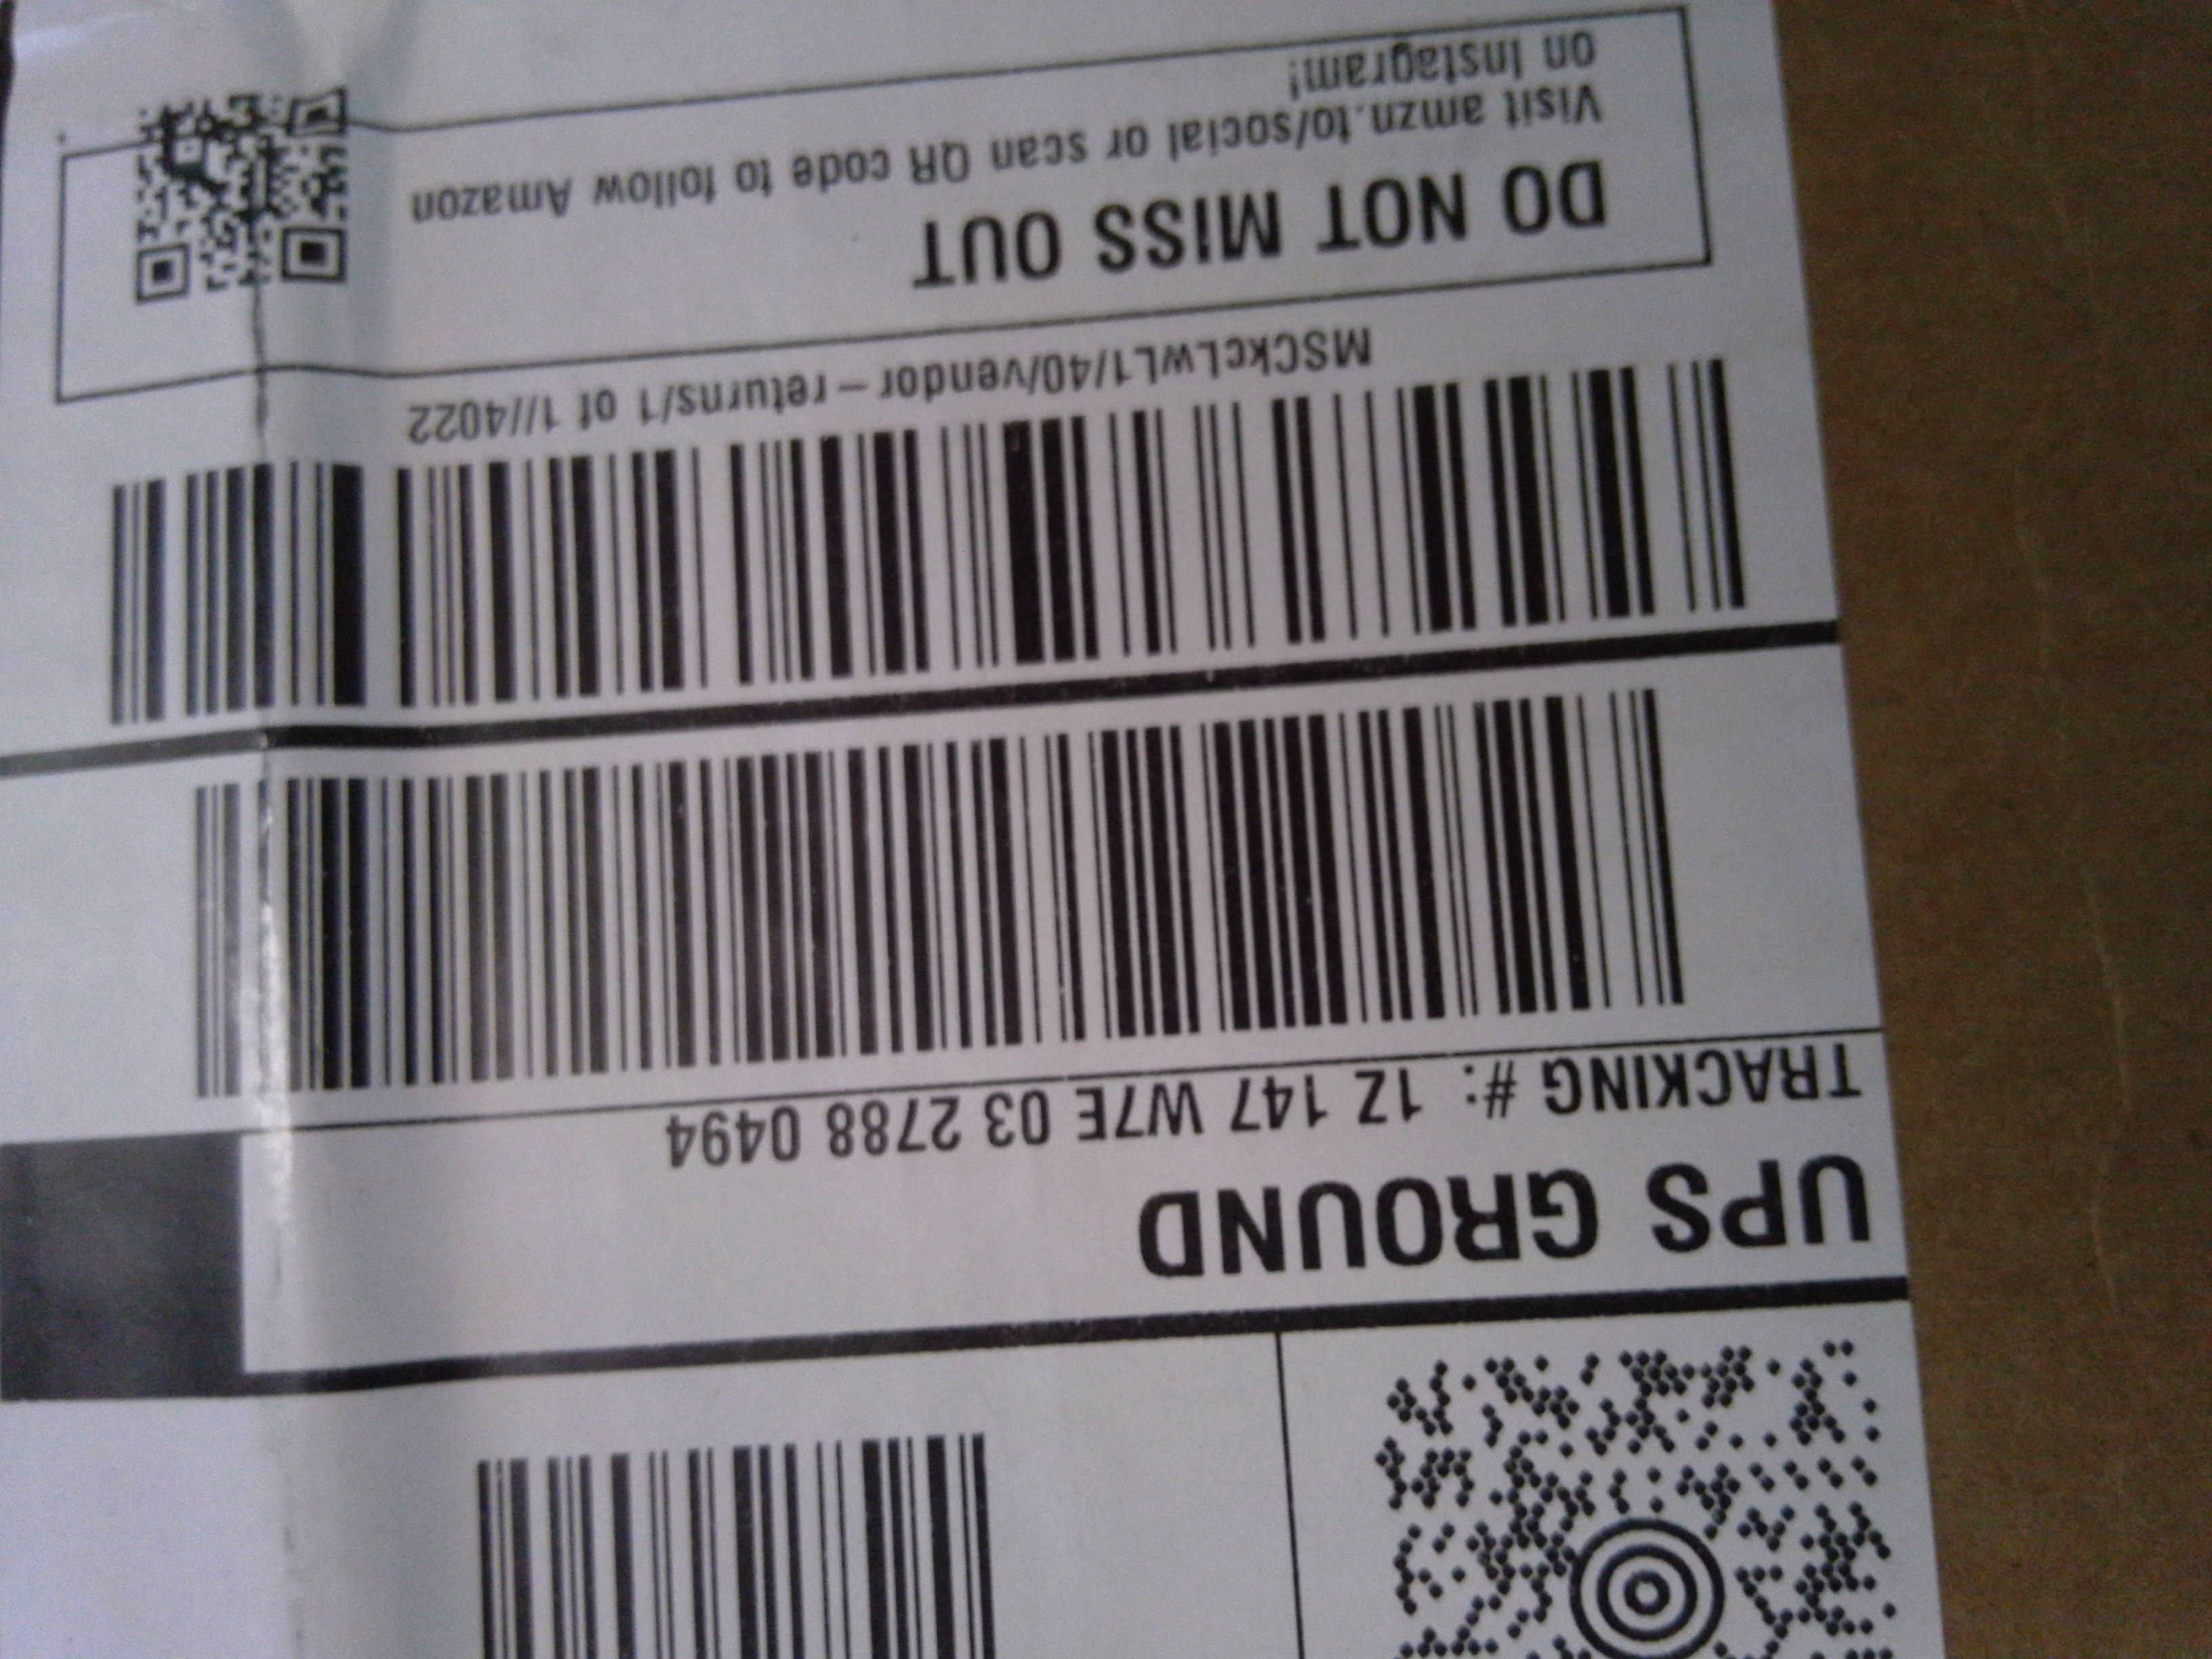 UPS GROUND
TRACKING #: 1Z 147 W7E 03 2788 0494
MSCkcLwL1/40/vendor-returns/1 of 1///4022
DO NOT MISS OUT
Visit amzn.to/social or scan QR code to follow Amazon
on Instagram!